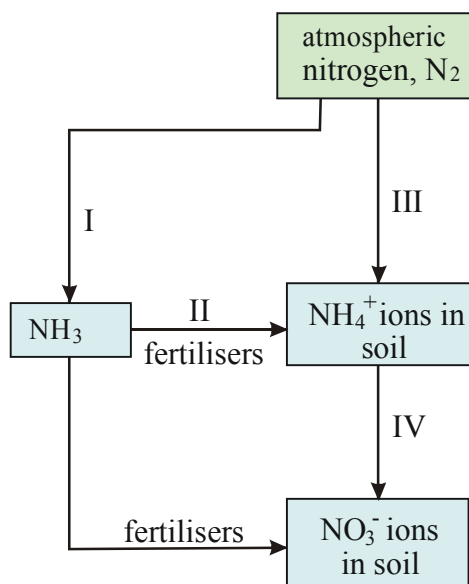 atmospheric
nitrogen, N₂
I
III
NH₃
II
fertilisers
NH₄⁺ ions in
soil
IV
fertilisers
NO₃⁻ ions
in soil